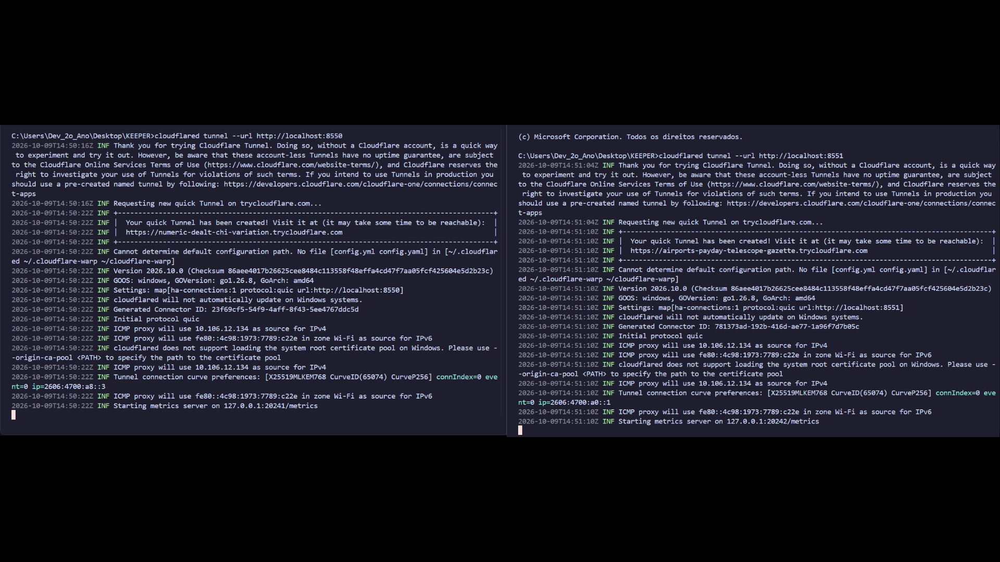 C:\Users\Dev_2o_Ano\Desktop\KEEPER>cloudflared tunnel --url http://localhost:8550
2026-10-09T14:50:16Z INF Thank you for trying Cloudflare Tunnel. Doing so, without a Cloudflare account, is a quick way
to experiment and try it out. However, be aware that these account-less Tunnels have no uptime guarantee, are subject
to the Cloudflare Online Services Terms of Use (https://www.cloudflare.com/website-terms/), and Cloudflare reserves the
right to investigate your use of Tunnels for violations of such terms. If you intend to use Tunnels in production you
should use a pre-created named tunnel by following: https://developers.cloudflare.com/cloudflare-one/connections/connec
t-apps
2026-10-09T14:50:16Z INF Requesting new quick Tunnel on trycloudflare.com...
2026-10-09T14:50:22Z INF +--------------------------------------------------------------------------------------------+
2026-10-09T14:50:22Z INF |  Your quick Tunnel has been created! Visit it at (it may take some time to be reachable):  |
2026-10-09T14:50:22Z INF |  https://numeric-dealt-chi-variation.trycloudflare.com                                     |
2026-10-09T14:50:22Z INF +--------------------------------------------------------------------------------------------+
2026-10-09T14:50:22Z INF Cannot determine default configuration path. No file [config.yml config.yaml] in [~/.cloudflar
ed ~/.cloudflare-warp ~/cloudflare-warp]
2026-10-09T14:50:22Z INF Version 2026.10.0 (Checksum 86aee4017b26625cee8484c113558f48effa4cd47f7aa05fcf425604e5d2b23c)
2026-10-09T14:50:22Z INF GOOS: windows, GOVersion: go1.26.8, GoArch: amd64
2026-10-09T14:50:22Z INF Settings: map[ha-connections:1 protocol:quic url:http://localhost:8550]
2026-10-09T14:50:22Z INF cloudflared will not automatically update on Windows systems.
2026-10-09T14:50:22Z INF Generated Connector ID: 23f69cf5-54f9-4aff-8f43-5ee4767ddc5d
2026-10-09T14:50:22Z INF Initial protocol quic
2026-10-09T14:50:22Z INF ICMP proxy will use 10.106.12.134 as source for IPv4
2026-10-09T14:50:22Z INF ICMP proxy will use fe80::4c98:1973:7789:c22e in zone Wi-Fi as source for IPv6
2026-10-09T14:50:22Z INF cloudflared does not support loading the system root certificate pool on Windows. Please use -
-origin-ca-pool <PATH> to specify the path to the certificate pool
2026-10-09T14:50:22Z INF ICMP proxy will use 10.106.12.134 as source for IPv4
2026-10-09T14:50:22Z INF Tunnel connection curve preferences: [X25519MLKEM768 CurveID(65074) CurveP256] connIndex=0 eve
nt=0 ip=2606:4700:a8::3
2026-10-09T14:50:22Z INF ICMP proxy will use fe80::4c98:1973:7789:c22e in zone Wi-Fi as source for IPv6
2026-10-09T14:50:22Z INF Starting metrics server on 127.0.0.1:20241/metrics
(c) Microsoft Corporation. Todos os direitos reservados.
C:\Users\Dev_2o_Ano\Desktop\KEEPER>cloudflared tunnel --url http://localhost:8551
2026-10-09T14:51:04Z INF Thank you for trying Cloudflare Tunnel. Doing so, without a Cloudflare account, is a quick way
to experiment and try it out. However, be aware that these account-less Tunnels have no uptime guarantee, are subject
to the Cloudflare Online Services Terms of Use (https://www.cloudflare.com/website-terms/), and Cloudflare reserves the
right to investigate your use of Tunnels for violations of such terms. If you intend to use Tunnels in production you
should use a pre-created named tunnel by following: https://developers.cloudflare.com/cloudflare-one/connections/connec
t-apps
2026-10-09T14:51:04Z INF Requesting new quick Tunnel on trycloudflare.com...
2026-10-09T14:51:10Z INF +--------------------------------------------------------------------------------------------+
2026-10-09T14:51:10Z INF |  Your quick Tunnel has been created! Visit it at (it may take some time to be reachable):  |
2026-10-09T14:51:10Z INF |  https://airports-payday-telescope-gazette.trycloudflare.com                               |
2026-10-09T14:51:10Z INF +--------------------------------------------------------------------------------------------+
2026-10-09T14:51:10Z INF Cannot determine default configuration path. No file [config.yml config.yaml] in [~/.cloudflar
ed ~/.cloudflare-warp ~/cloudflare-warp]
2026-10-09T14:51:10Z INF Version 2026.10.0 (Checksum 86aee4017b26625cee8484c113558f48effa4cd47f7aa05fcf425604e5d2b23c)
2026-10-09T14:51:10Z INF GOOS: windows, GOVersion: go1.26.8, GoArch: amd64
2026-10-09T14:51:10Z INF Settings: map[ha-connections:1 protocol:quic url:http://localhost:8551]
2026-10-09T14:51:10Z INF cloudflared will not automatically update on Windows systems.
2026-10-09T14:51:10Z INF Generated Connector ID: 781373ad-192b-416d-ae77-1a96f7d7b05c
2026-10-09T14:51:10Z INF Initial protocol quic
2026-10-09T14:51:10Z INF ICMP proxy will use 10.106.12.134 as source for IPv4
2026-10-09T14:51:10Z INF ICMP proxy will use fe80::4c98:1973:7789:c22e in zone Wi-Fi as source for IPv6
2026-10-09T14:51:10Z INF cloudflared does not support loading the system root certificate pool on Windows. Please use -
-origin-ca-pool <PATH> to specify the path to the certificate pool
2026-10-09T14:51:10Z INF ICMP proxy will use 10.106.12.134 as source for IPv4
2026-10-09T14:51:10Z INF Tunnel connection curve preferences: [X25519MLKEM768 CurveID(65074) CurveP256] connIndex=0 eve
nt=0 ip=2606:4700:a0::1
2026-10-09T14:51:10Z INF ICMP proxy will use fe80::4c98:1973:7789:c22e in zone Wi-Fi as source for IPv6
2026-10-09T14:51:10Z INF Starting metrics server on 127.0.0.1:20242/metrics